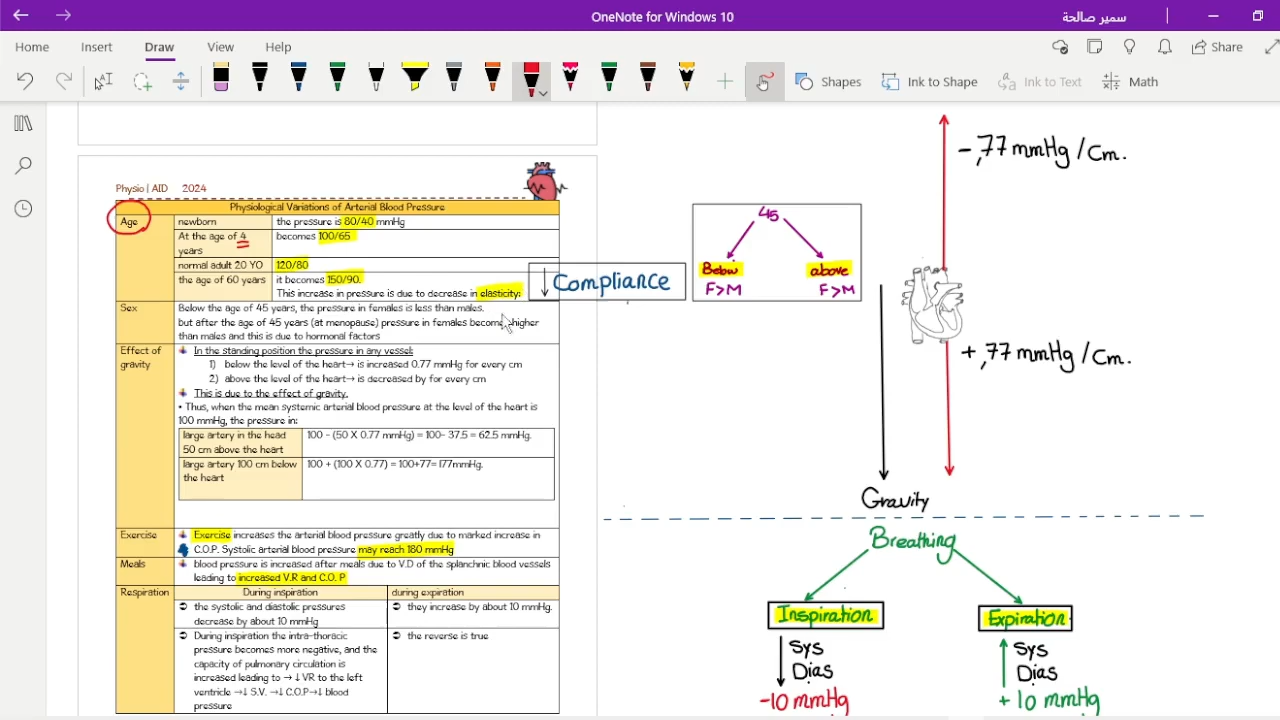 OneNote for Windows 10
سمير صالحة
Home Insert Draw View Help
Share
Shapes Ink to Shape Ink to Text Math
Physio | AID 2024
Physiological Variations of Arterial Blood Pressure
Age
newborn
the pressure is 80/40 mmHg
At the age of 4
years
becomes 100/65
normal adult 20 YO
120/80
the age of 60 years
it becomes 150/90.
This increase in pressure is due to decrease in elasticity.
Sex
Below the age of 45 years, the pressure in females is less than males.
but after the age of 45 years (at menopause) pressure in females become higher
than males and this is due to hormonal factors
Effect of
gravity
In the standing position the pressure in any vessel:
1) below the level of the heart→ is increased 0.77 mmHg for every cm
2) above the level of the heart→ is decreased by for every cm
This is due to the effect of gravity.
• Thus, when the mean systemic arterial blood pressure at the level of the heart is
100 mmHg, the pressure in:
large artery in the head
50 cm above the heart
100 - (50 X 0.77 mmHg) = 100- 37.5 = 62.5 mmHg.
large artery 100 cm below
the heart
100 + (100 X 0.77) = 100+77= 177mmHg.
Exercise
Exercise increases the arterial blood pressure greatly due to marked increase in
C.O.P. Systolic arterial blood pressure may reach 180 mmHg
Meals
blood pressure is increased after meals due to V.D of the splanchnic blood vessels
leading to increased V.R and C.O. P
Respiration
During inspiration
during expiration
the systolic and diastolic pressures
decrease by about 10 mmHg
they increase by about 10 mmHg.
During inspiration the intra-thoracic
pressure becomes more negative, and the
capacity of pulmonary circulation is
increased leading to → ↓ VR to the left
ventricle →↓ S.V. →↓ C.O.P→↓ blood
pressure
the reverse is true
↓ Compliance
45
Below above
F>M F>M
-,77 mmHg/Cm.
+,77 mmHg/Cm.
Gravity
Breathing
Inspiration Expiration
Sys
Dias
-10 mmHg
Sys
Dias
+10 mmHg